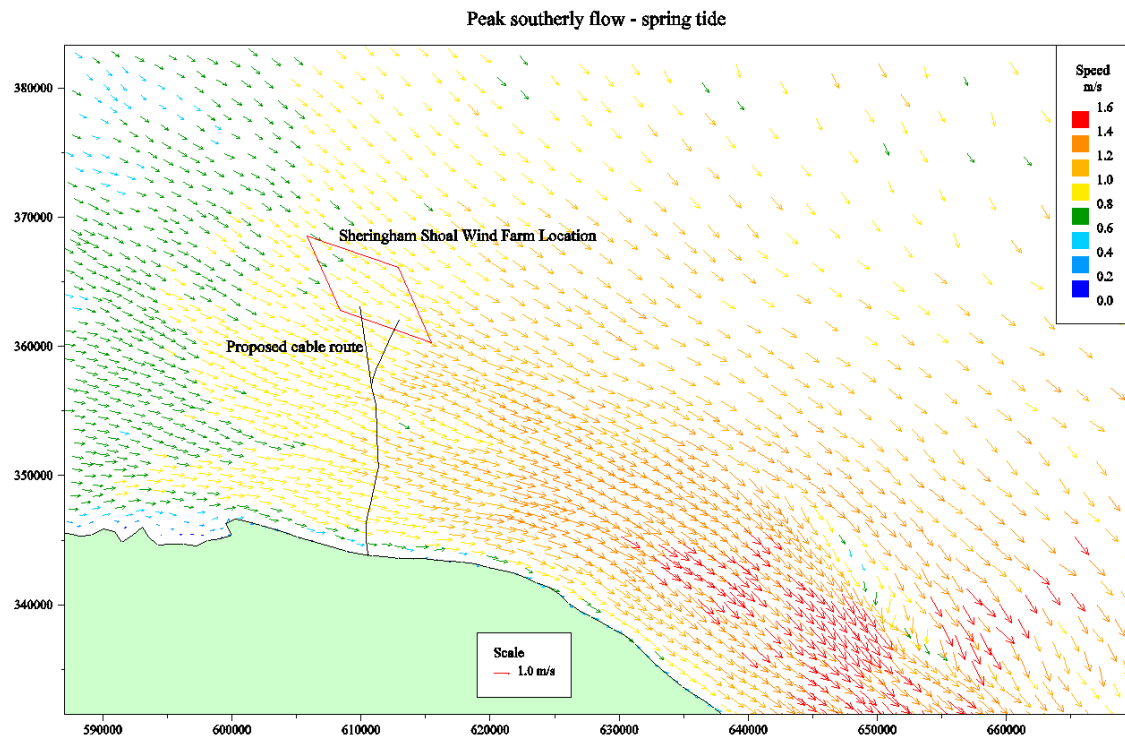 Peak southerly flow - spring tide
380000
370000
360000
350000
340000
Sheringham Shoal Wind Farm Location
Proposed cable route
Speed
m/s
1.6
1.4
1.2
1.0
0.8
0.6
0.4
0.2
0.0
Scale
1.0 m/s
590000 600000 610000 620000 630000 640000 650000 660000